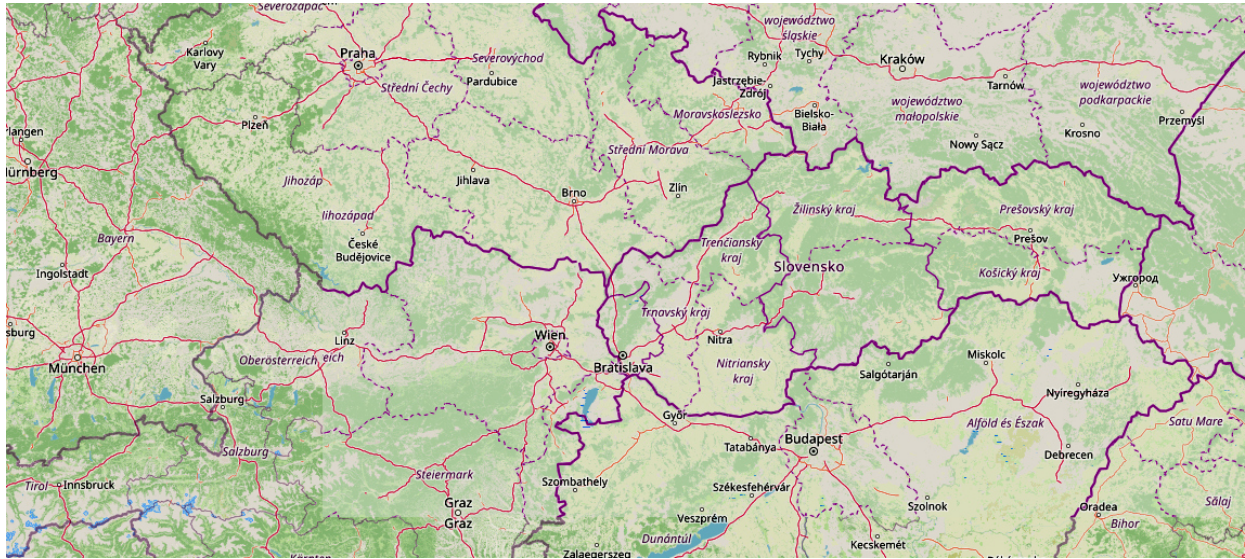 Severozápad
województwo
śląskie
Karlovy
Vary
Praha
Severovýchod
Rybnik
Tychy
Kraków
Pardubice
Střední Čechy
Jastrzębie-
Zdrój
Tarnów
województwo
podkarpackie
Plzeň
Moravskoslezsko
Bielsko-
Biała
województwo
małopolskie
Przemyśl
Krosno
Erlangen
Střední Morava
Nowy Sącz
Nürnberg
Jihozáp
Jihlava
Brno
Zlín
Jihozápad
Žilinský kraj
Prešovský kraj
Bayern
České
Budějovice
Trenčiansky
kraj
Prešov
Ingolstadt
Slovensko
Košický kraj
Ужгород
sburg
Linz
Wien
Trnavský kraj
Nitra
München
Oberösterreich
eich
Bratislava
Nitriansky
kraj
Miskolc
Salgótarján
Salzburg
Nyíregyháza
Győr
Alföld és Észak
Satu Mare
Budapest
Tatabánya
Salzburg
Debrecen
Steiermark
Tirol
Innsbruck
Szombathely
Székesfehérvár
Sălaj
Graz
Graz
Szolnok
Oradea
Veszprém
Bihor
Dunántúl
Kecskemét
Kärnten
Zalaegerszeg